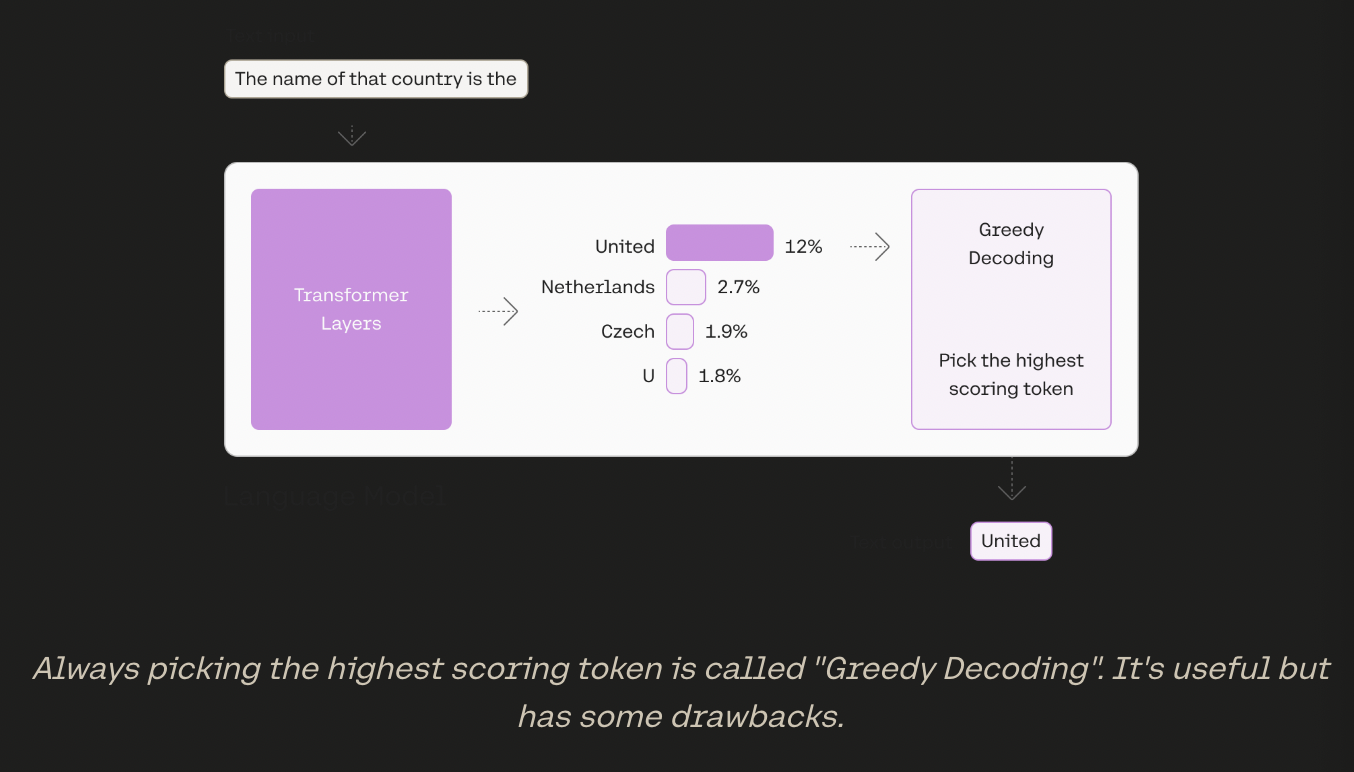 The name of that country is the
Transformer
Layers
United 12%
Netherlands 2.7%
Czech 1.9%
U 1.8%
Greedy
Decoding
Pick the highest
scoring token
Language Model
United
Always picking the highest scoring token is called "Greedy Decoding". It's useful but
has some drawbacks.